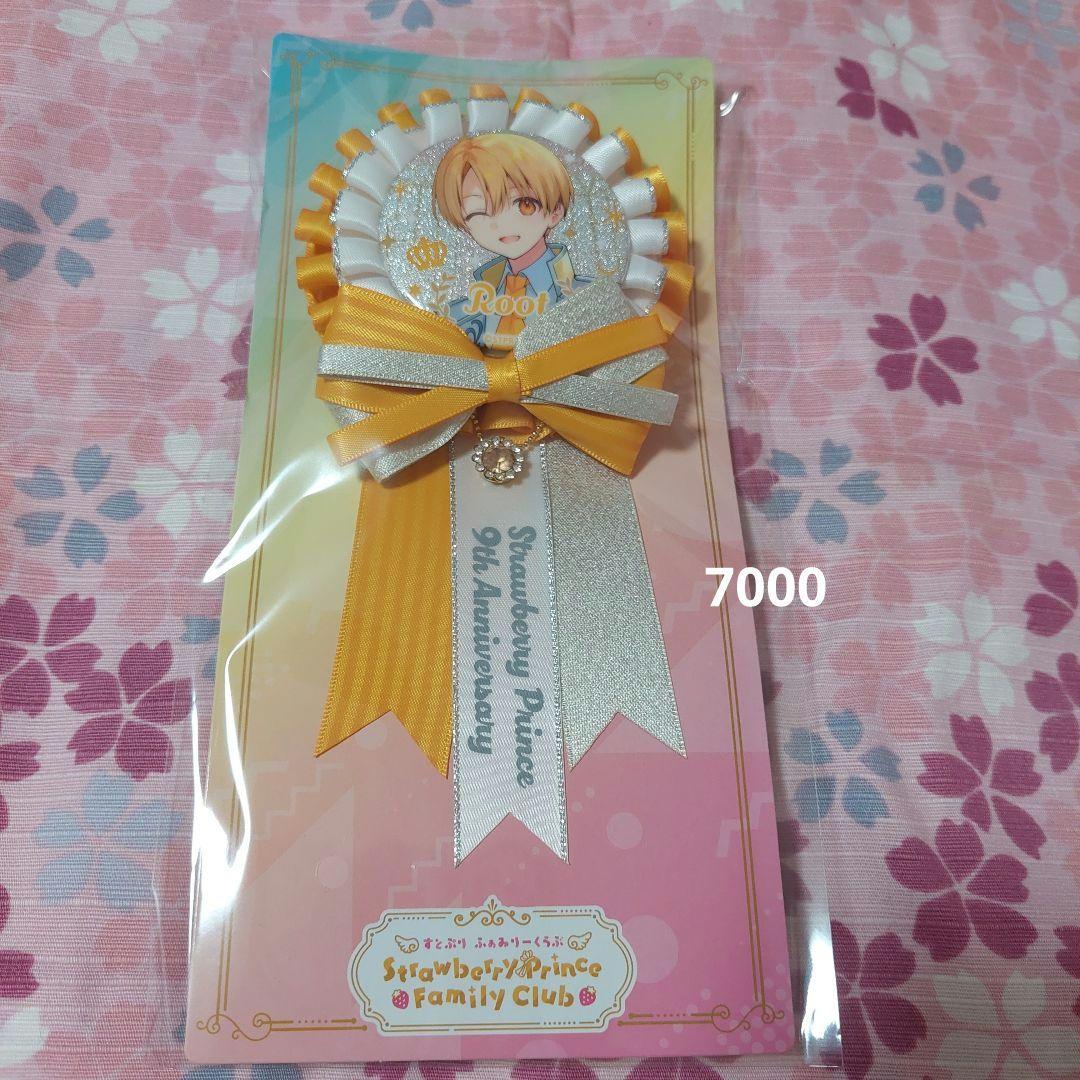 Root
Strawberry Prince
9th Anniversary
7000
すとぷり ふぁみりーくらぶ
Strawberry Prince
Family Club